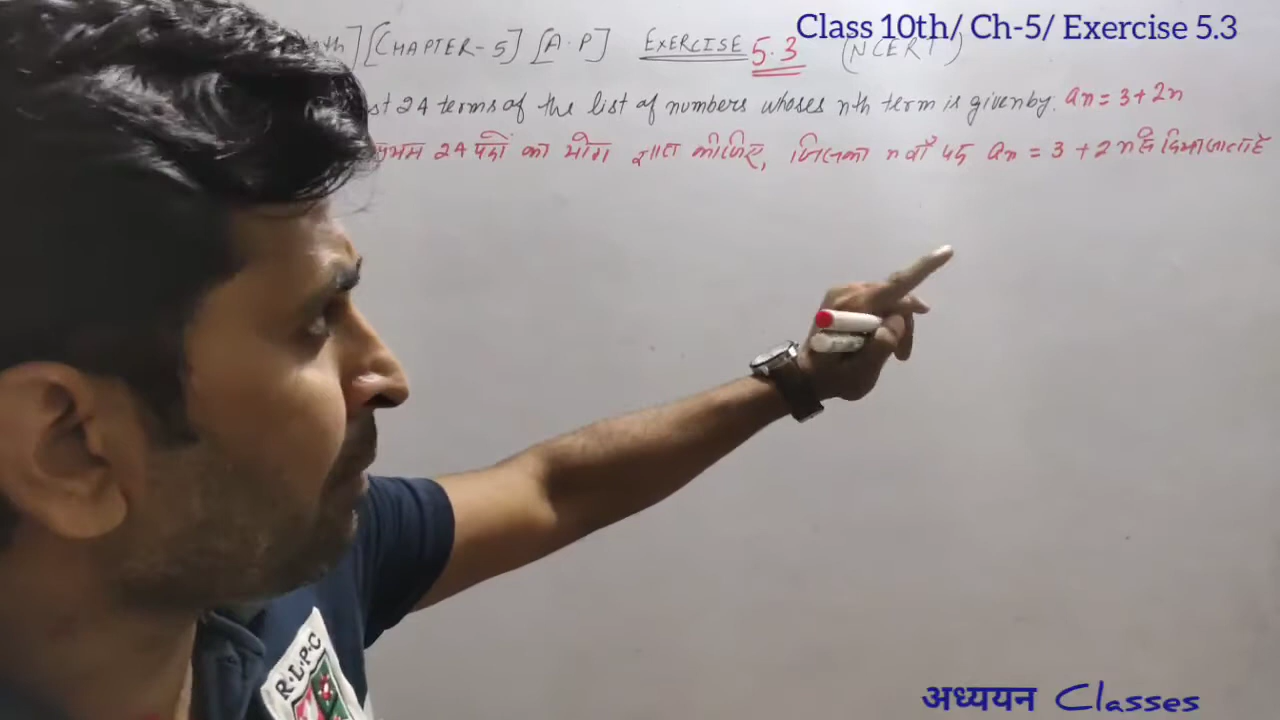 Class 10th/ Ch-5/ Exercise 5.3
] [CHAPTER-5] [A.P] EXERCISE 5.3 (NCERT)
st 24 terms of the list of numbers whoses nth term is given by. an = 3+2n
24 पदों का योग ज्ञात कीजिए, जिसका n वाँ पद an = 3 + 2n से दिया जाता है
R.L.P.C
अध्ययन Classes